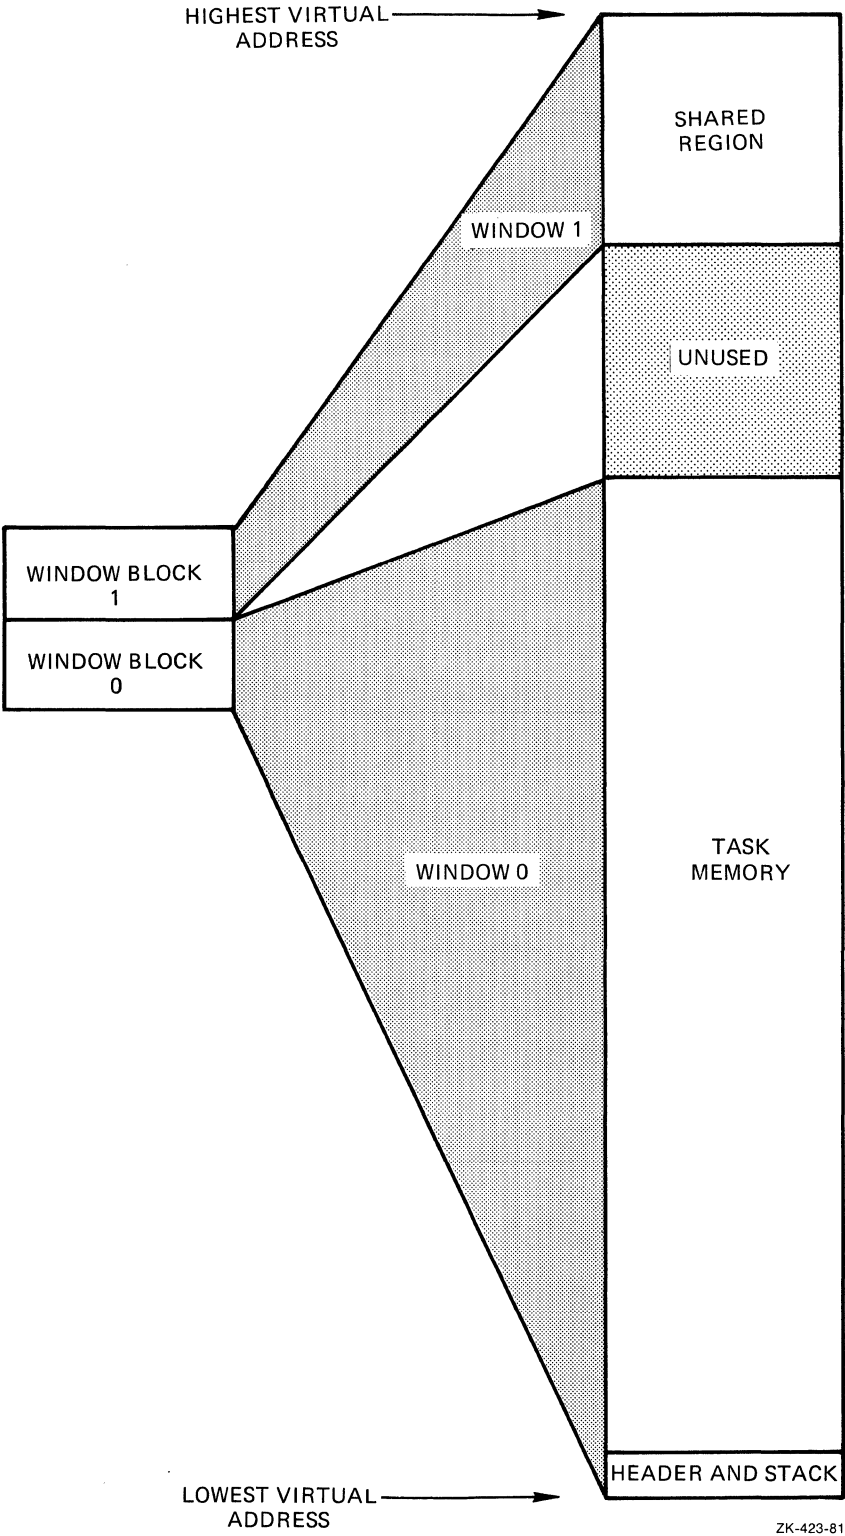 HIGHEST VIRTUAL
ADDRESS
SHARED
REGION
WINDOW 1
UNUSED
WINDOW BLOCK
1
WINDOW BLOCK
0
TASK
MEMORY
WINDOW 0
HEADER AND STACK
LOWEST VIRTUAL
ADDRESS
ZK-423-81